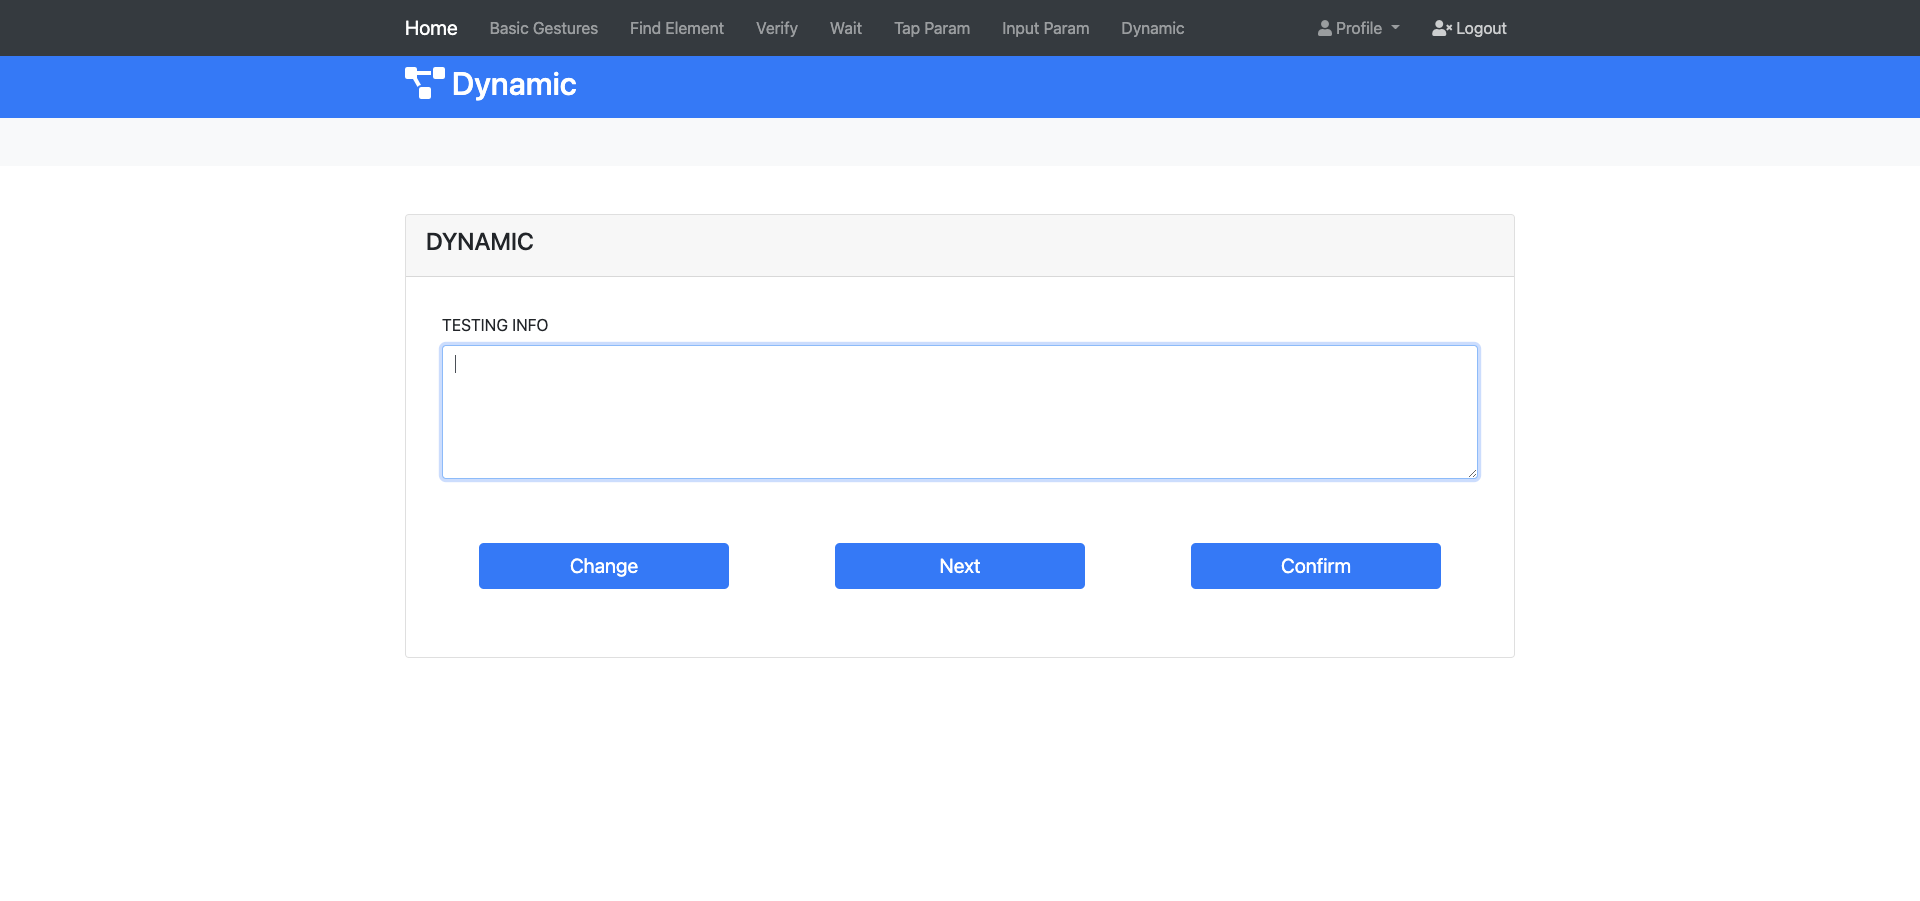 Home Basic Gestures Find Element Verify Wait Tap Param Input Param Dynamic Profile Logout
Dynamic
DYNAMIC
TESTING INFO
Change Next Confirm